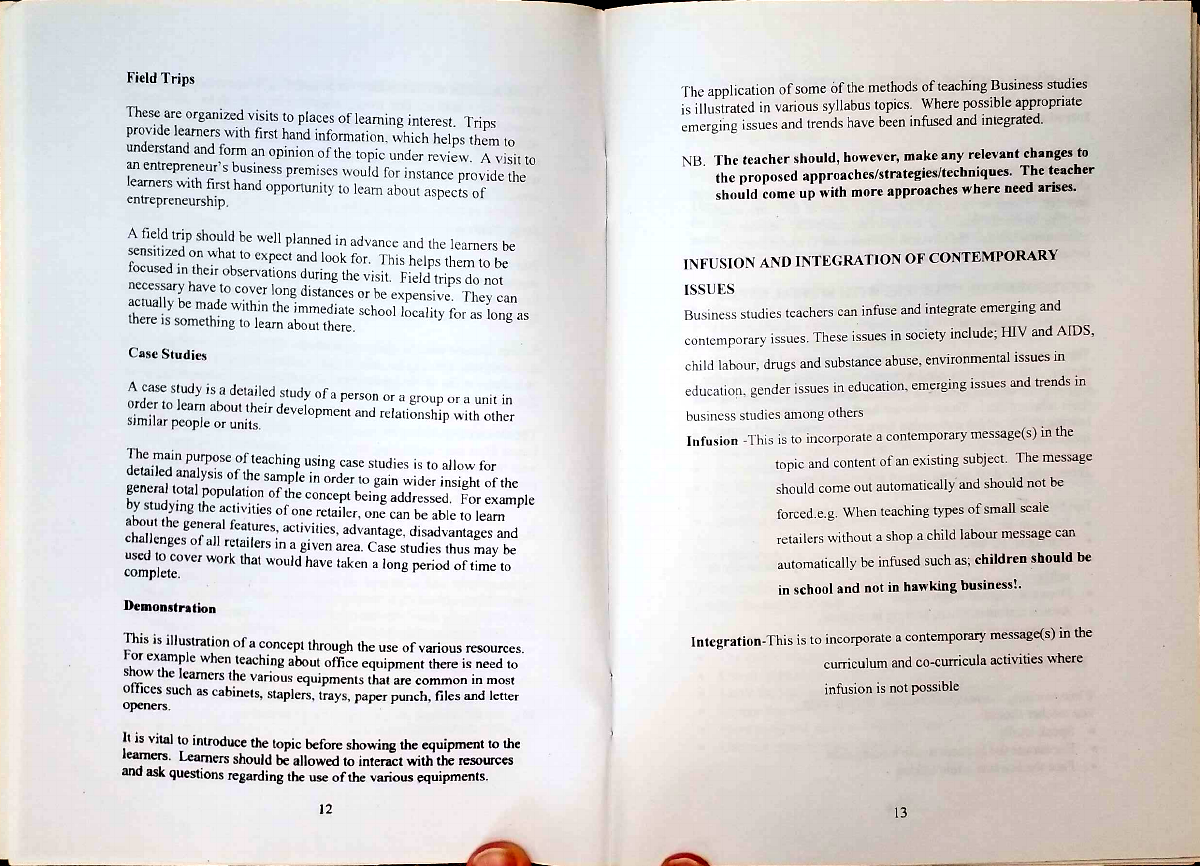 Field Trips
These are organized visits to places of learning interest. Trips
provide learners with first hand information, which helps them to
understand and form an opinion of the topic under review. A visit to
an entrepreneur's business premises would for instance provide the
learners with first hand opportunity to learn about aspects of
entrepreneurship.
A field trip should be well planned in advance and the learners be
sensitized on what to expect and look for. This helps them to be
focused in their observations during the visit. Field trips do not
necessary have to cover long distances or be expensive. They can
actually be made within the immediate school locality for as long as
there is something to learn about there.
Case Studies
A case study is a detailed study of a person or a group or a unit in
order to learn about their development and relationship with other
similar people or units.
The main purpose of teaching using case studies is to allow for
detailed analysis of the sample in order to gain wider insight of the
general total population of the concept being addressed. For example
by studying the activities of one retailer, one can be able to learn
about the general features, activities, advantage, disadvantages and
challenges of all retailers in a given area. Case studies thus may be
used to cover work that would have taken a long period of time to
complete.
Demonstration
This is illustration of a concept through the use of various resources.
For example when teaching about office equipment there is need to
show the learners the various equipments that are common in most
offices such as cabinets, staplers, trays, paper punch, files and letter
openers.
It is vital to introduce the topic before showing the equipment to the
learners. Learners should be allowed to interact with the resources
and ask questions regarding the use of the various equipments.
12
The application of some of the methods of teaching Business studies
is illustrated in various syllabus topics. Where possible appropriate
emerging issues and trends have been infused and integrated.
NB. The teacher should, however, make any relevant changes to
the proposed approaches/strategies/techniques. The teacher
should come up with more approaches where need arises.
INFUSION AND INTEGRATION OF CONTEMPORARY
ISSUES
Business studies teachers can infuse and integrate emerging and
contemporary issues. These issues in society include; HIV and AIDS,
child labour, drugs and substance abuse, environmental issues in
education, gender issues in education, emerging issues and trends in
business studies among others
Infusion -This is to incorporate a contemporary message(s) in the
topic and content of an existing subject. The message
should come out automatically and should not be
forced.e.g. When teaching types of small scale
retailers without a shop a child labour message can
automatically be infused such as; children should be
in school and not in hawking business!.
Integration-This is to incorporate a contemporary message(s) in the
curriculum and co-curricula activities where
infusion is not possible
13